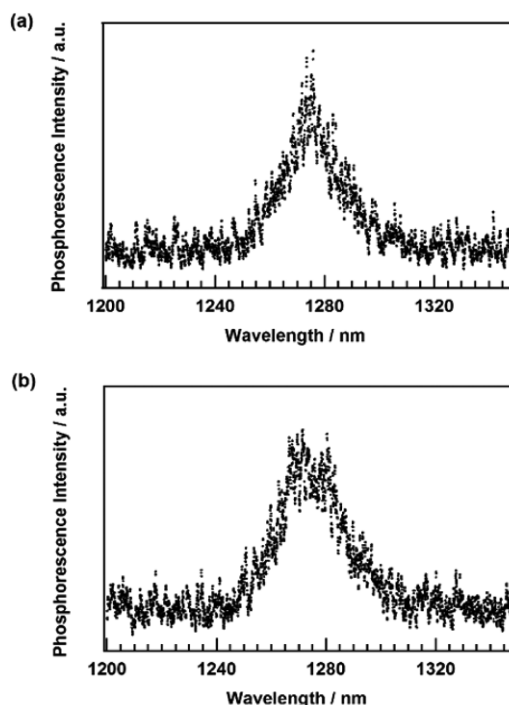 (a)
Phosphorescence Intensity / a.u.
1200 1240 1280 1320
Wavelength / nm
(b)
Phosphorescence Intensity / a.u.
1200 1240 1280 1320
Wavelength / nm